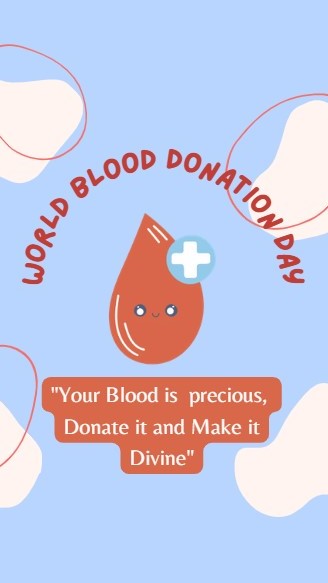 WORLD BLOOD DONATION DAY
"Your Blood is  precious,
Donate it and Make it
Divine"